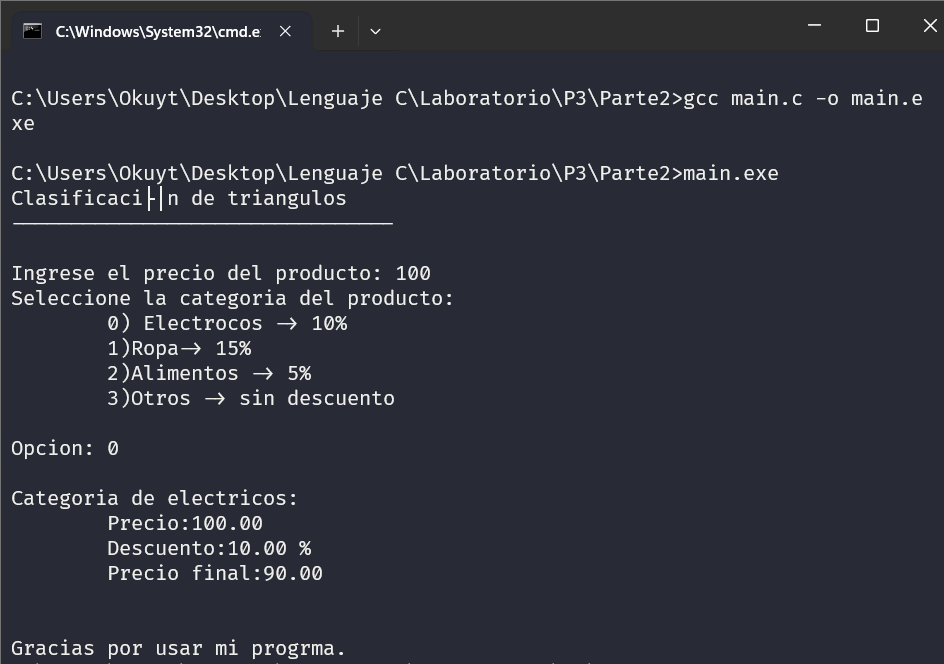 C:\Windows\System32\cmd.e
C:\Users\Okuyt\Desktop\Lenguaje C\Laboratorio\P3\Parte2>gcc main.c -o main.e
xe
C:\Users\Okuyt\Desktop\Lenguaje C\Laboratorio\P3\Parte2>main.exe
Clasificaci├│n de triangulos
________________________________
Ingrese el precio del producto: 100
Seleccione la categoria del producto:
0) Electrocos -> 10%
1)Ropa-> 15%
2)Alimentos -> 5%
3)Otros -> sin descuento
Opcion: 0
Categoria de electricos:
Precio:100.00
Descuento:10.00 %
Precio final:90.00
Gracias por usar mi progrma.